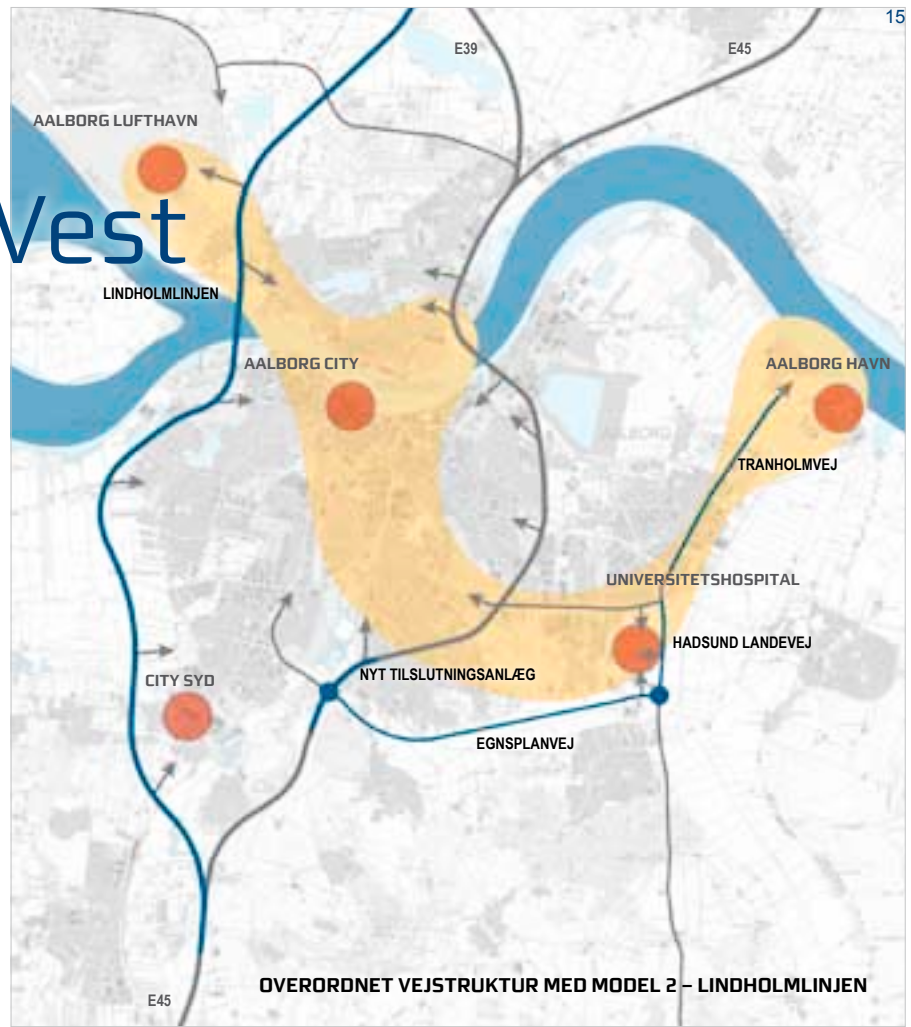 15
E39
E45
AALBORG LUFTHAVN
Vest
LINDHOLMLINJEN
AALBORG CITY
AALBORG HAVN
AALBORG
TRANHOLMVEJ
UNIVERSITETSHOSPITAL
HADSUND LANDEVEJ
NYT TILSLUTNINGSANLÆG
CITY SYD
EGNSPLANVEJ
OVERORDNET VEJSTRUKTUR MED MODEL 2 – LINDHOLMLINJEN
E45